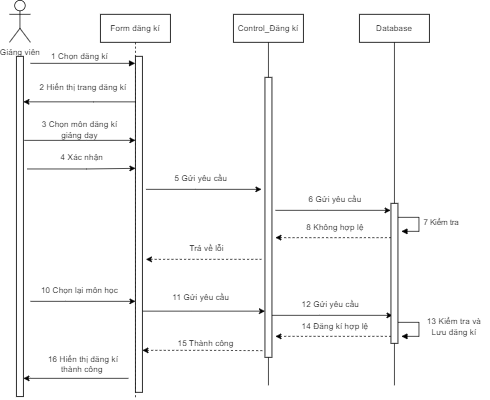 Form đăng kí
Control_Đăng kí
Database
Giảng viên
1 Chọn đăng kí
2 Hiển thị trang đăng kí
3 Chọn môn đăng kí
giảng dạy
4 Xác nhận
5 Gửi yêu cầu
6 Gửi yêu cầu
7 Kiểm tra
8 Không hợp lệ
Trả về lỗi
10 Chọn lại môn học
11 Gửi yêu cầu
12 Gửi yêu cầu
13 Kiểm tra và
Lưu đăng kí
14 Đăng kí hợp lệ
15 Thành công
16 Hiển thị đăng kí
thành công